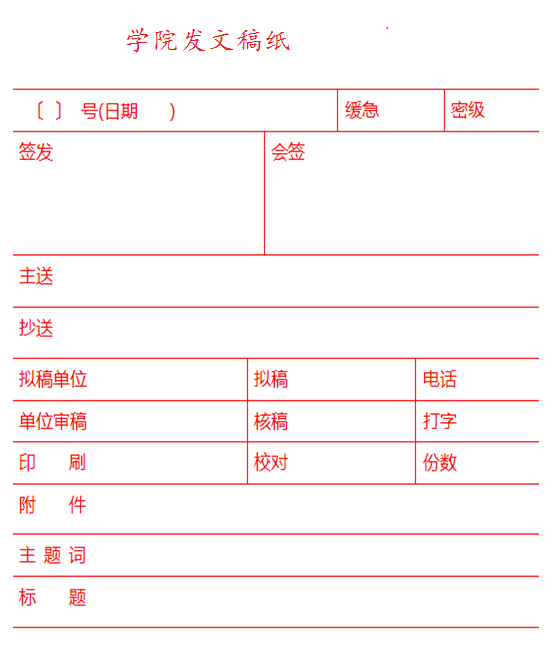 学院发文稿纸
〔 〕 号(日期 ) 缓急 密级
签发 会签
主送
抄送
拟稿单位 拟稿 电话
单位审稿 核稿 打字
印 刷 校对 份数
附 件
主 题 词
标 题